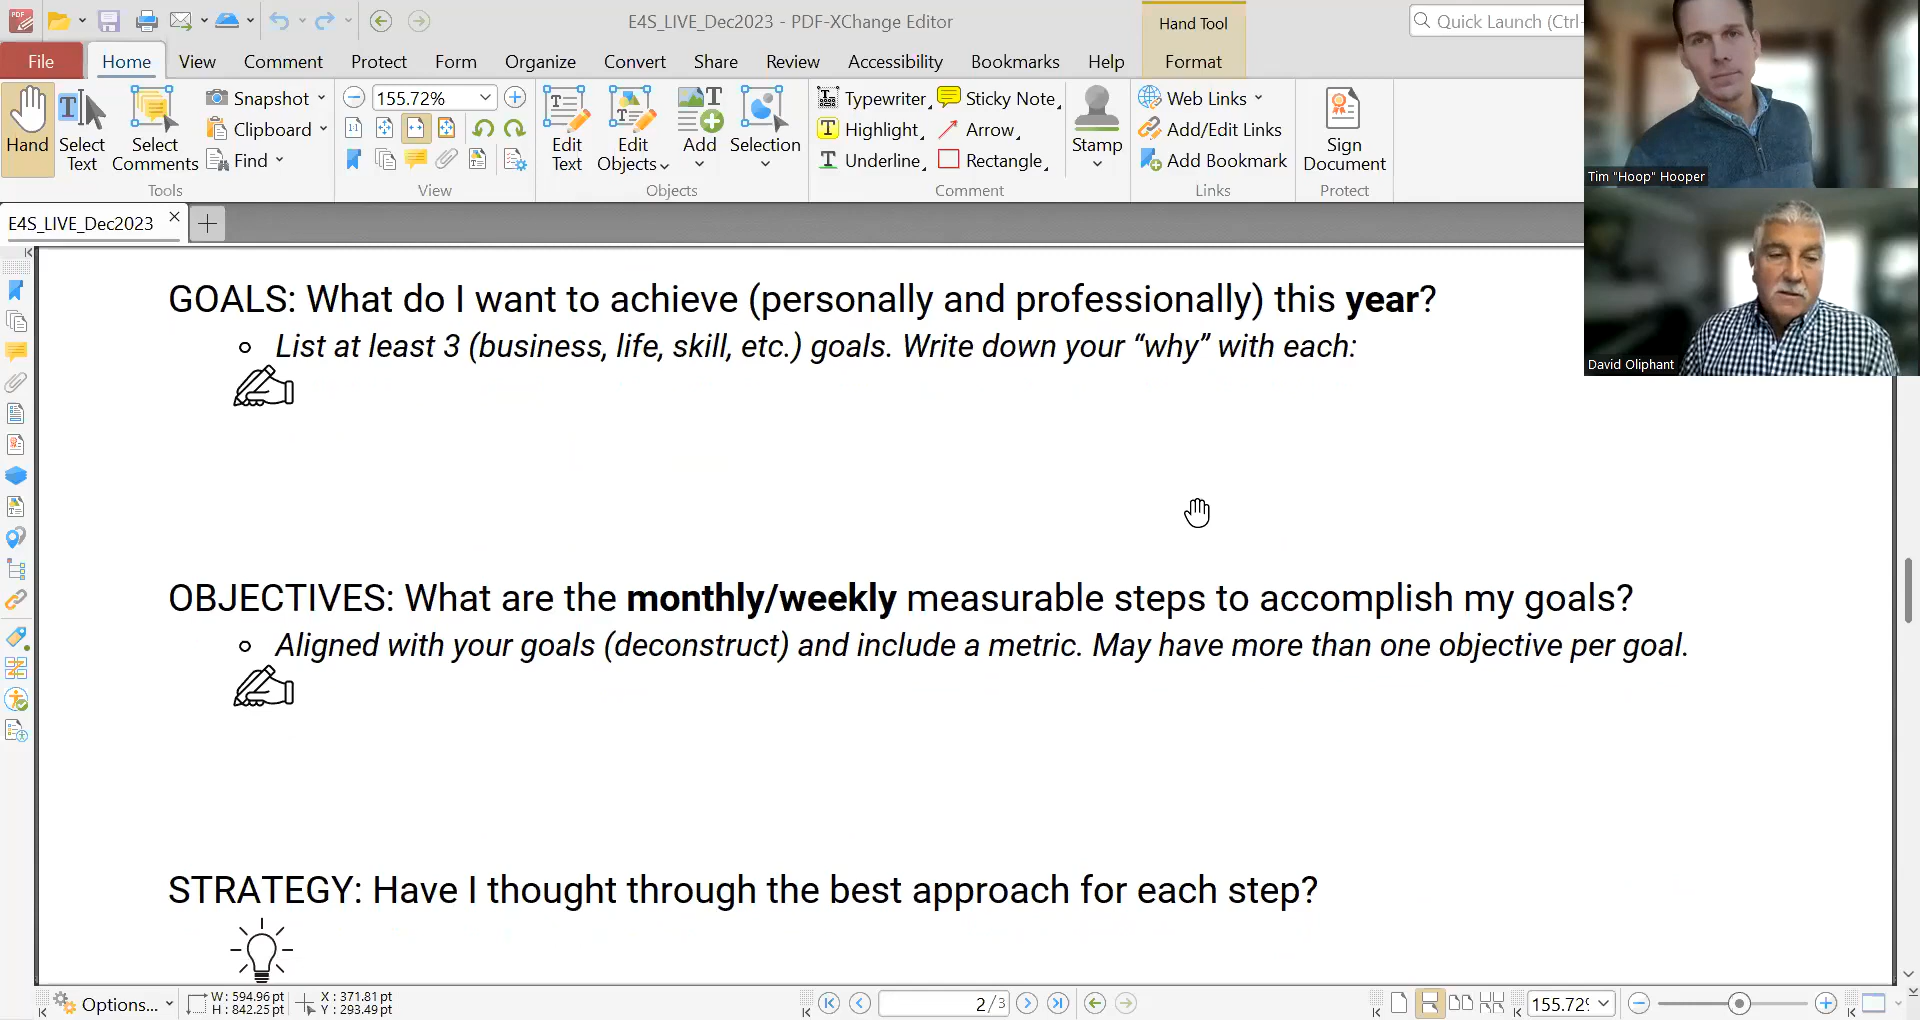 E4S_LIVE_Dec2023 - PDF-XChange Editor
Hand Tool
Quick Launch (Ctrl-
File
Home
View
Comment
Protect
Form
Organize
Convert
Share
Review
Accessibility
Bookmarks
Help
Format
Hand
Select Text
Select Comments
Snapshot
Clipboard
Find
Tools
155.72%
View
Edit Text
Edit Objects
Add
Selection
Objects
Typewriter
Highlight
Underline
Sticky Note
Arrow
Rectangle
Comment
Stamp
Web Links
Add/Edit Links
Add Bookmark
Links
Sign Document
Protect
Tim "Hoop" Hooper
David Oliphant
E4S_LIVE_Dec2023
GOALS: What do I want to achieve (personally and professionally) this year?
List at least 3 (business, life, skill, etc.) goals. Write down your “why” with each:
OBJECTIVES: What are the monthly/weekly measurable steps to accomplish my goals?
Aligned with your goals (deconstruct) and include a metric. May have more than one objective per goal.
STRATEGY: Have I thought through the best approach for each step?
Options...
W: 594.96 pt
H: 842.25 pt
X: 371.81 pt
Y: 293.49 pt
2/3
155.72%